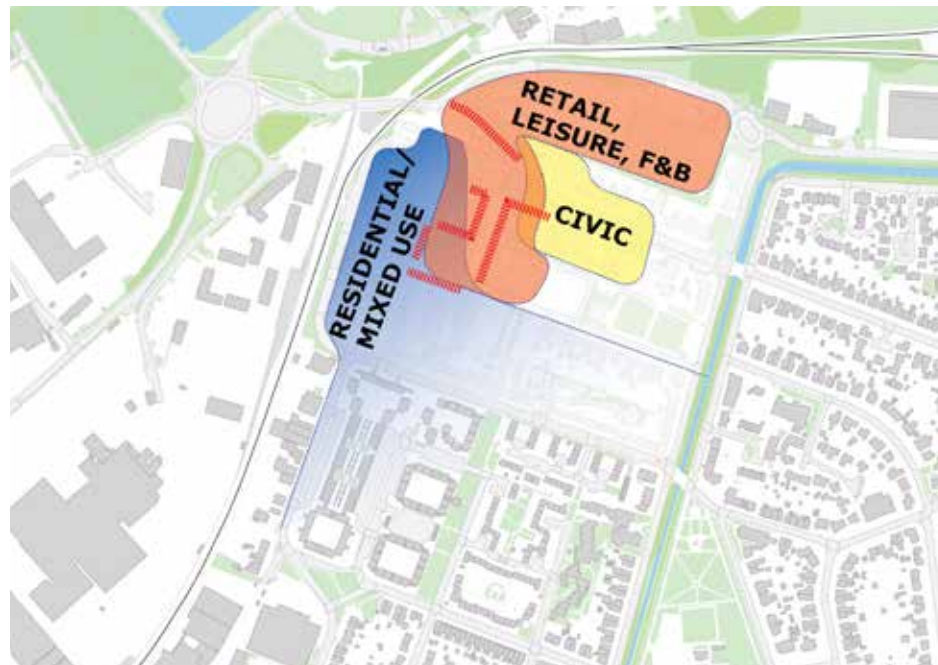 RETAIL,
LEISURE, F&B
CIVIC
RESIDENTIAL/
MIXED USE